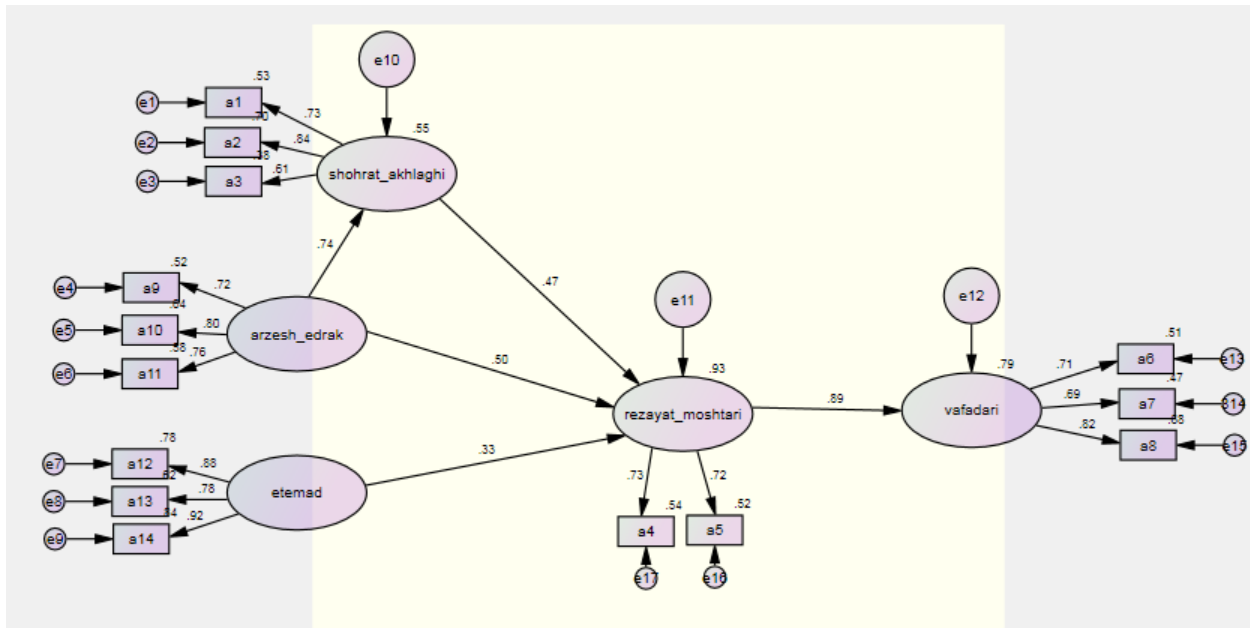 e10
.53
e1 a1 .73 .55
.70
e2 a2 .84
.38
shohrat_akhlaghi
e3 a3 .61
.74
.52
e4 a9 .72 .47
.64
e5 a10 .80 arzesh_edrak e11 e12
.58
e6 a11 .76 .50 .51
.93 .79 .71 a6 e13
.47
.69 a7
rezayat_moshtari .89 vafadari
.78 .82 .68
e7 a12 .88 .33 a8 e15
.62
e8 a13 .78 etemad .73 .72
.84
.92 .54 .52
e9 a14 a4 a5
e17 e16